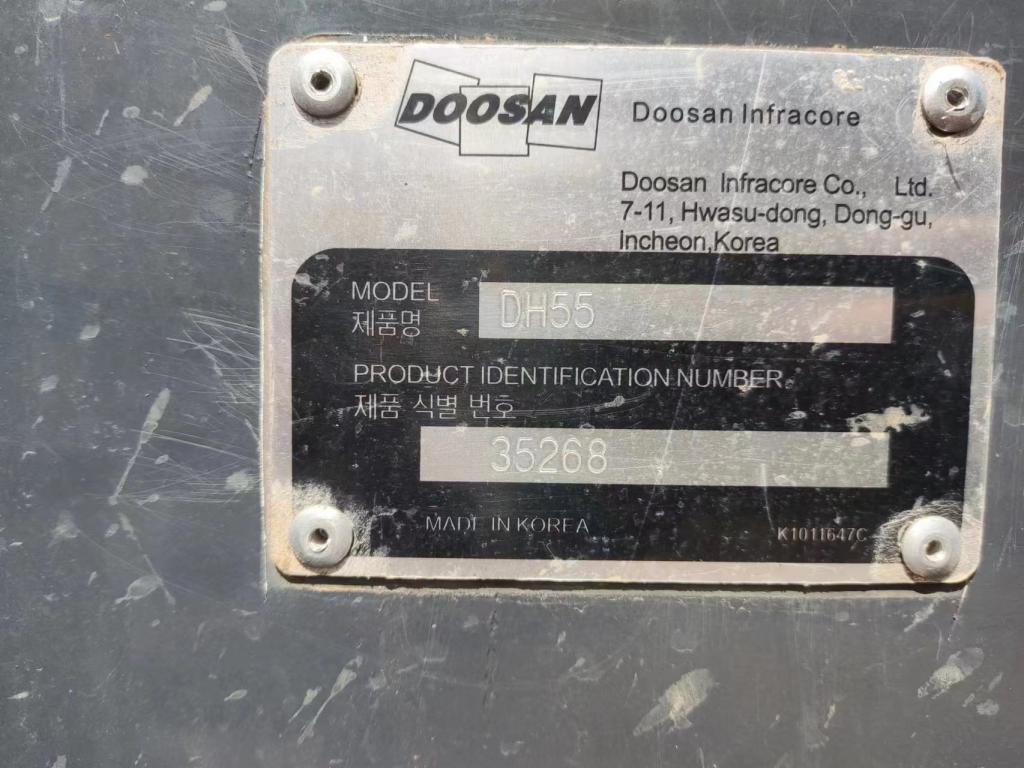 DOOSAN Doosan Infracore
Doosan Infracore Co., Ltd.
7-11, Hwasu-dong, Dong-gu,
Incheon,Korea
MODEL
제품명
DH55
PRODUCT IDENTIFICATION NUMBER
제품 식별 번호
35268
MADE IN KOREA
K1011647C